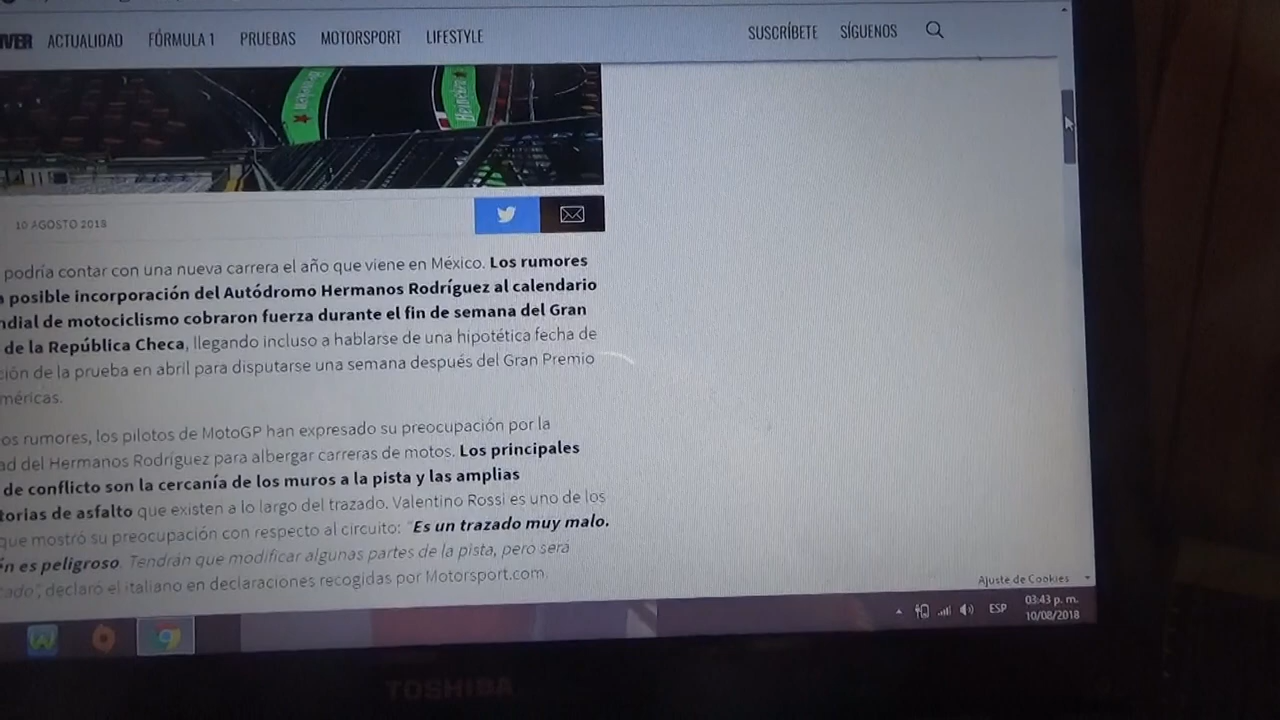 ACTUALIDAD FÓRMULA 1 PRUEBAS MOTORSPORT LIFESTYLE SUSCRÍBETE SÍGUENOS
Heineken
10 AGOSTO 2018
podría contar con una nueva carrera el año que viene en México. Los rumores
posible incorporación del Autódromo Hermanos Rodríguez al calendario
ndial de motociclismo cobraron fuerza durante el fin de semana del Gran
de la República Checa, llegando incluso a hablarse de una hipotética fecha de
ción de la prueba en abril para disputarse una semana después del Gran Premio
méricas.
os rumores, los pilotos de MotoGP han expresado su preocupación por la
ad del Hermanos Rodríguez para albergar carreras de motos. Los principales
de conflicto son la cercanía de los muros a la pista y las amplias
torias de asfalto que existen a lo largo del trazado. Valentino Rossi es uno de los
que mostró su preocupación con respecto al circuito: "Es un trazado muy malo.
én es peligroso. Tendrán que modificar algunas partes de la pista, pero será
cado", declaró el italiano en declaraciones recogidas por Motorsport.com.
Ajuste de Cookies
ESP 03:43 p. m.
10/08/2018
TOSHIBA